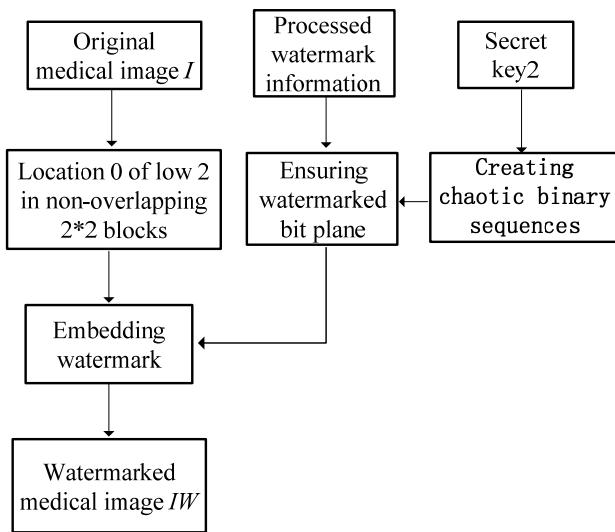 Original
medical image I
Processed
watermark
information
Secret
key2
Location 0 of low 2
in non-overlapping
2*2 blocks
Ensuring
watermarked
bit plane
Creating
chaotic binary
sequences
Embedding
watermark
Watermarked
medical image IW